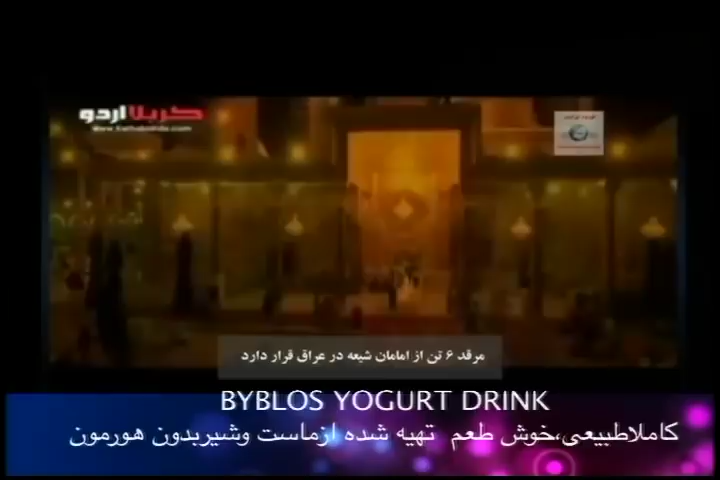 کربلا اردو
مرقد ۶ تن از امامان شیعه در عراق قرار دارد
BYBLOS YOGURT DRINK
کاملاطبیعی،خوش طعم تهیه شده ازماست وشیربدون هورمون